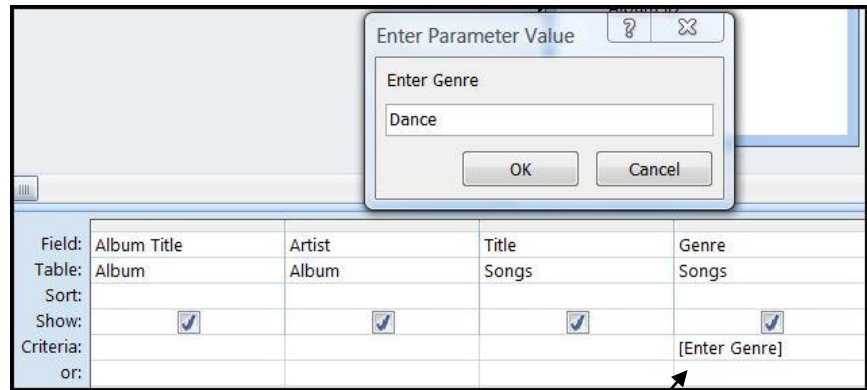 Enter Parameter Value
Enter Genre
Dance
OK Cancel
Field: Album Title Artist Title Genre
Table: Album Album Songs Songs
Sort:
Show:
Criteria: [Enter Genre]
or: